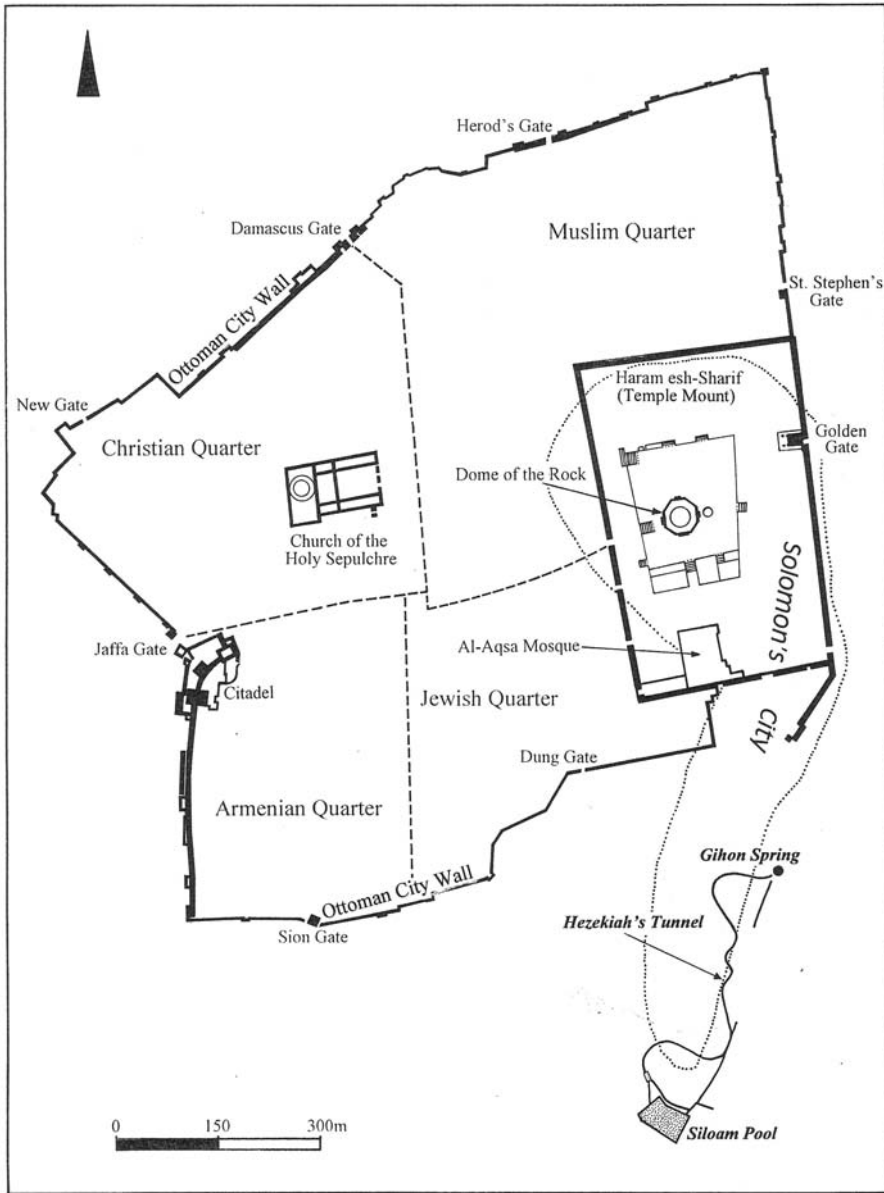 Herod's Gate
Damascus Gate
Muslim Quarter
Ottoman City Wall
St. Stephen's
Gate
New Gate
Haram esh-Sharif
(Temple Mount)
Christian Quarter
Golden
Gate
Dome of the Rock
Church of the
Holy Sepulchre
Solomon's
City
Jaffa Gate
Al-Aqsa Mosque
Citadel
Jewish Quarter
Dung Gate
Armenian Quarter
Gihon Spring
Ottoman City Wall
Sion Gate
Hezekiah's Tunnel
0 150 300m
Siloam Pool